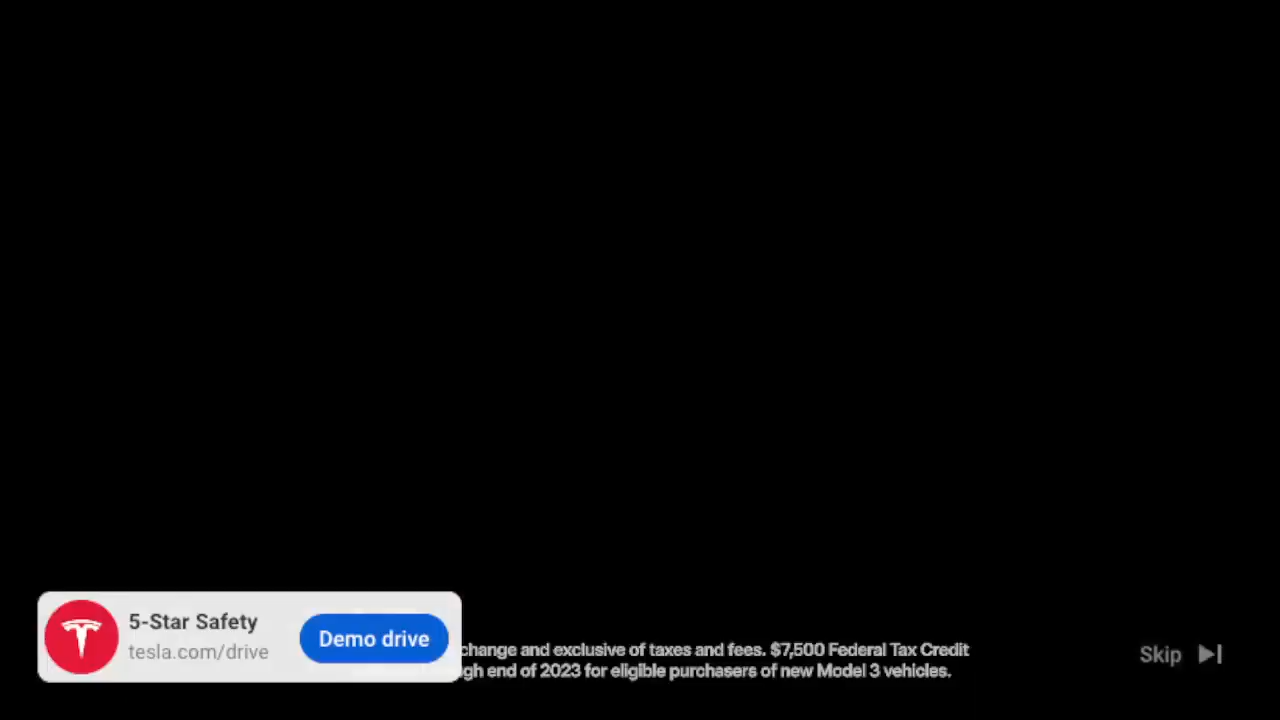 5-Star Safety
tesla.com/drive
Demo drive
change and exclusive of taxes and fees. $7,500 Federal Tax Credit
end of 2023 for eligible purchasers of new Model 3 vehicles.
Skip